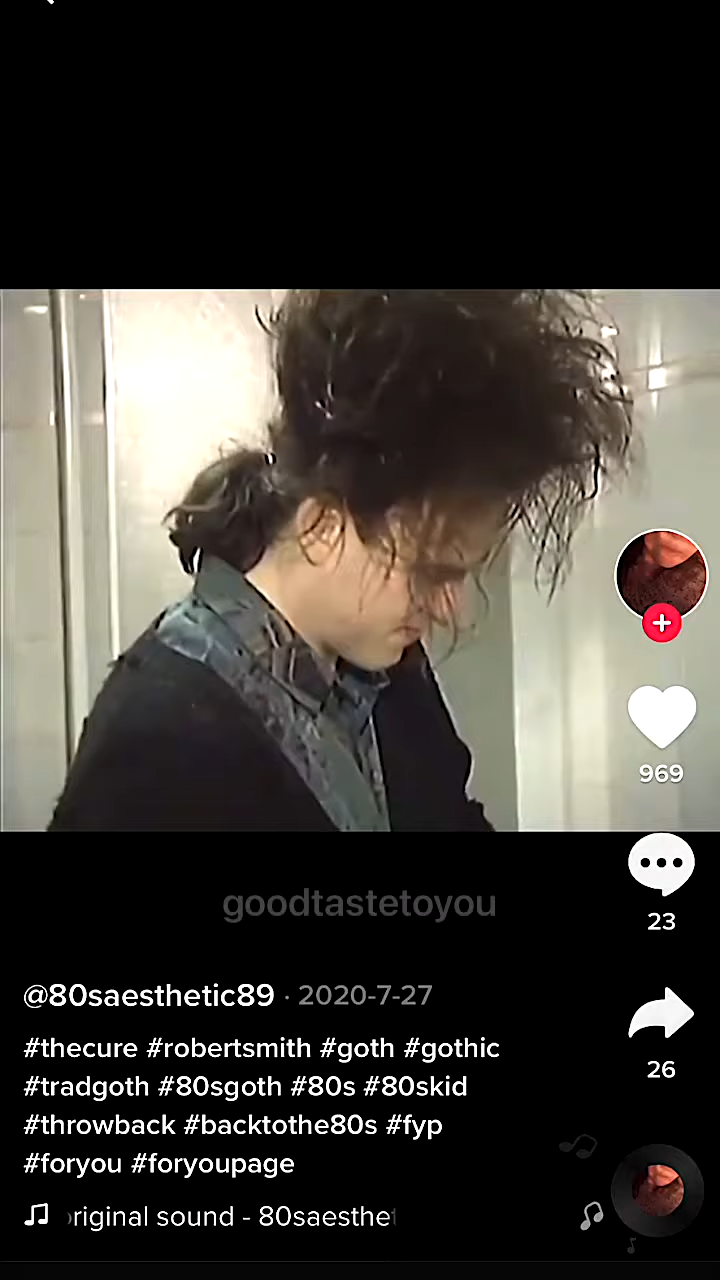 969
23
goodtastetoyou
@80saesthetic89 · 2020-7-27
26
#thecure #robertsmith #goth #gothic
#tradgoth #80sgoth #80s #80skid
#throwback #backtothe80s #fyp
#foryou #foryoupage
riginal sound - 80saesthe